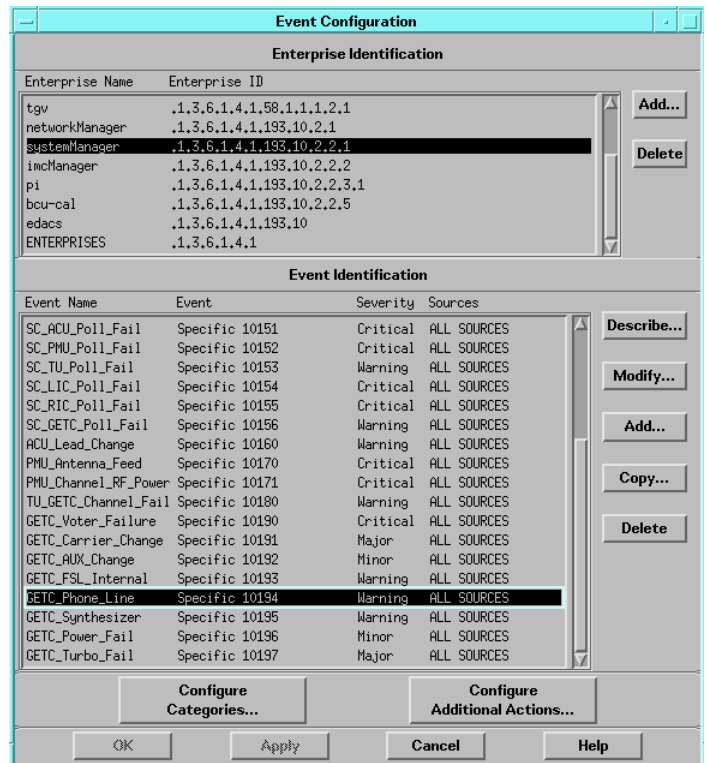 Event Configuration
Enterprise Identification
Enterprise Name Enterprise ID
tgv .1.3.6.1.4.1.58.1.1.1.2.1
networkManager .1.3.6.1.4.1.193.10.2.1
systemManager .1.3.6.1.4.1.193.10.2.2.1
imcManager .1.3.6.1.4.1.193.10.2.2.2
pi .1.3.6.1.4.1.193.10.2.2.3.1
bcu-cal .1.3.6.1.4.1.193.10.2.2.5
edacs .1.3.6.1.4.1.193.10
ENTERPRISES .1.3.6.1.4.1
Add...
Delete
Event Identification
Event Name Event Severity Sources
SC_ACU_Poll_Fail Specific 10151 Critical ALL SOURCES
SC_PMU_Poll_Fail Specific 10152 Critical ALL SOURCES
SC_TU_Poll_Fail Specific 10153 Warning ALL SOURCES
SC_LIC_Poll_Fail Specific 10154 Critical ALL SOURCES
SC_RIC_Poll_Fail Specific 10155 Critical ALL SOURCES
SC_GETC_Poll_Fail Specific 10156 Warning ALL SOURCES
ACU_Lead_Change Specific 10160 Warning ALL SOURCES
PMU_Antenna_Feed Specific 10170 Critical ALL SOURCES
PMU_Channel_RF_Power Specific 10171 Critical ALL SOURCES
TU_GETC_Channel_Fail Specific 10180 Warning ALL SOURCES
GETC_Voter_Failure Specific 10190 Critical ALL SOURCES
GETC_Carrier_Change Specific 10191 Major ALL SOURCES
GETC_AUX_Change Specific 10192 Minor ALL SOURCES
GETC_FSL_Internal Specific 10193 Warning ALL SOURCES
GETC_Phone_Line Specific 10194 Warning ALL SOURCES
GETC_Synthesizer Specific 10195 Warning ALL SOURCES
GETC_Power_Fail Specific 10196 Minor ALL SOURCES
GETC_Turbo_Fail Specific 10197 Major ALL SOURCES
Describe...
Modify...
Add...
Copy...
Delete
Configure
Categories...
Configure
Additional Actions...
OK Apply Cancel Help